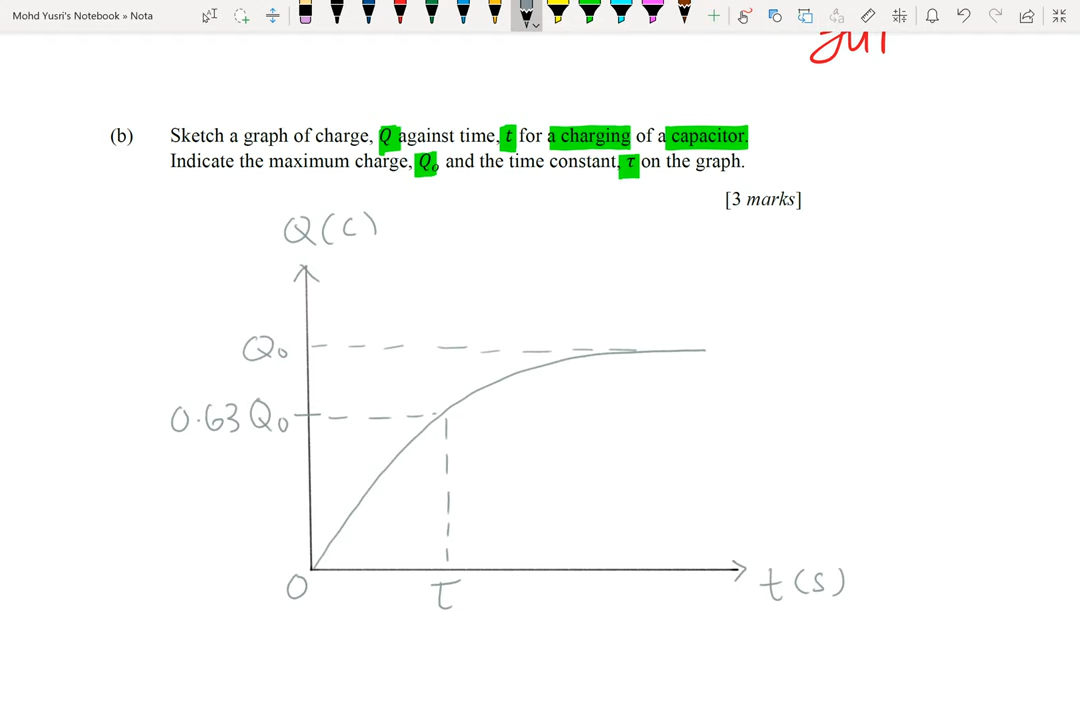 Mohd Yusri's Notebook » Nota
(b) Sketch a graph of charge, Q against time, t for a charging of a capacitor.
Indicate the maximum charge, Q₀ and the time constant, τ on the graph.
[3 marks]
Q(C)
Q₀
0.63Q₀
0
τ
t(s)